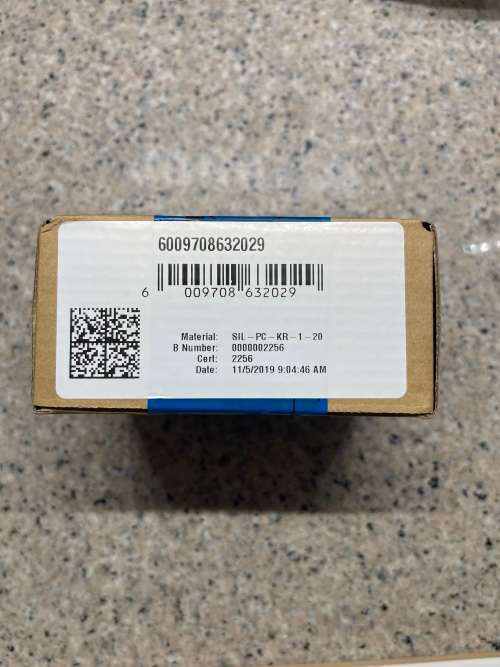 6009708632029
6 009708 632029
Material: SIL-PC-KR-1-20
B Number: 0000002256
Cert: 2256
Date: 11/5/2019 9:04:46 AM